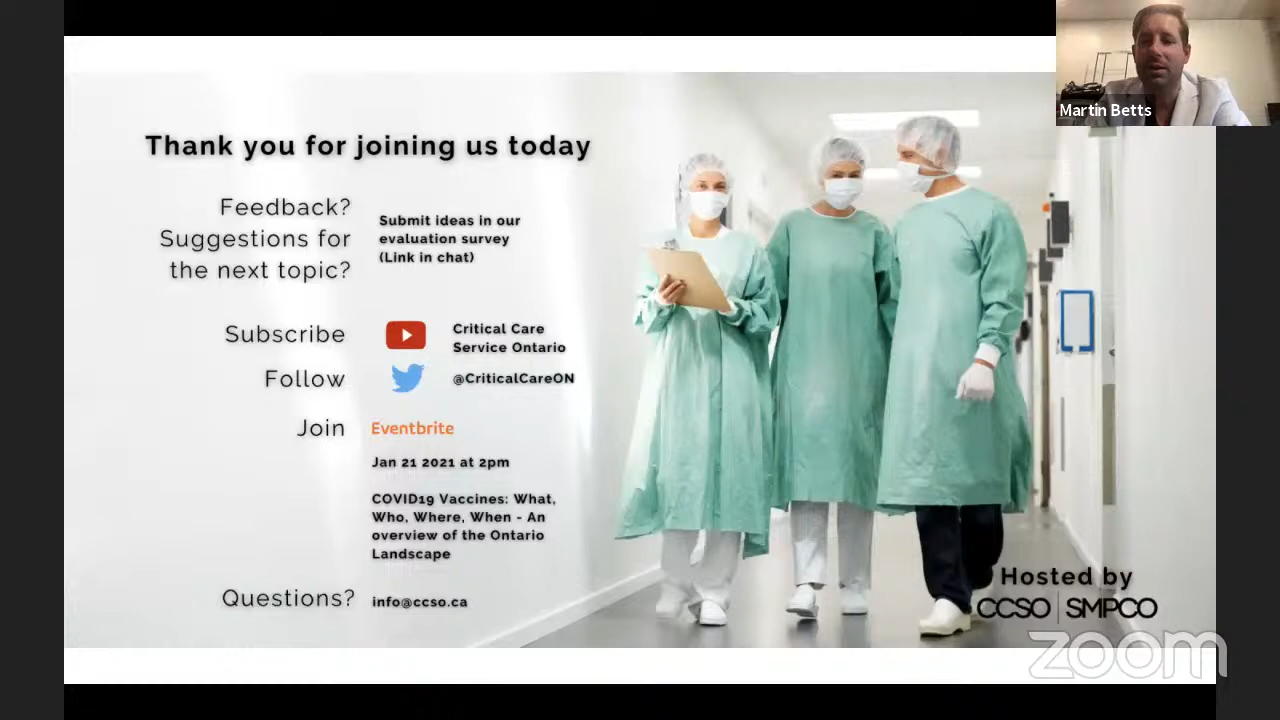 Martin Betts
Thank you for joining us today
Feedback?
Suggestions for
the next topic?
Submit ideas in our
evaluation survey
(Link in chat)
Subscribe
Critical Care
Service Ontario
Follow
@CriticalCareON
Join
Eventbrite
Jan 21 2021 at 2pm
COVID19 Vaccines: What,
Who, Where, When - An
overview of the Ontario
Landscape
Questions?
info@ccso.ca
Hosted by
CCSO | SMPCO
zoom